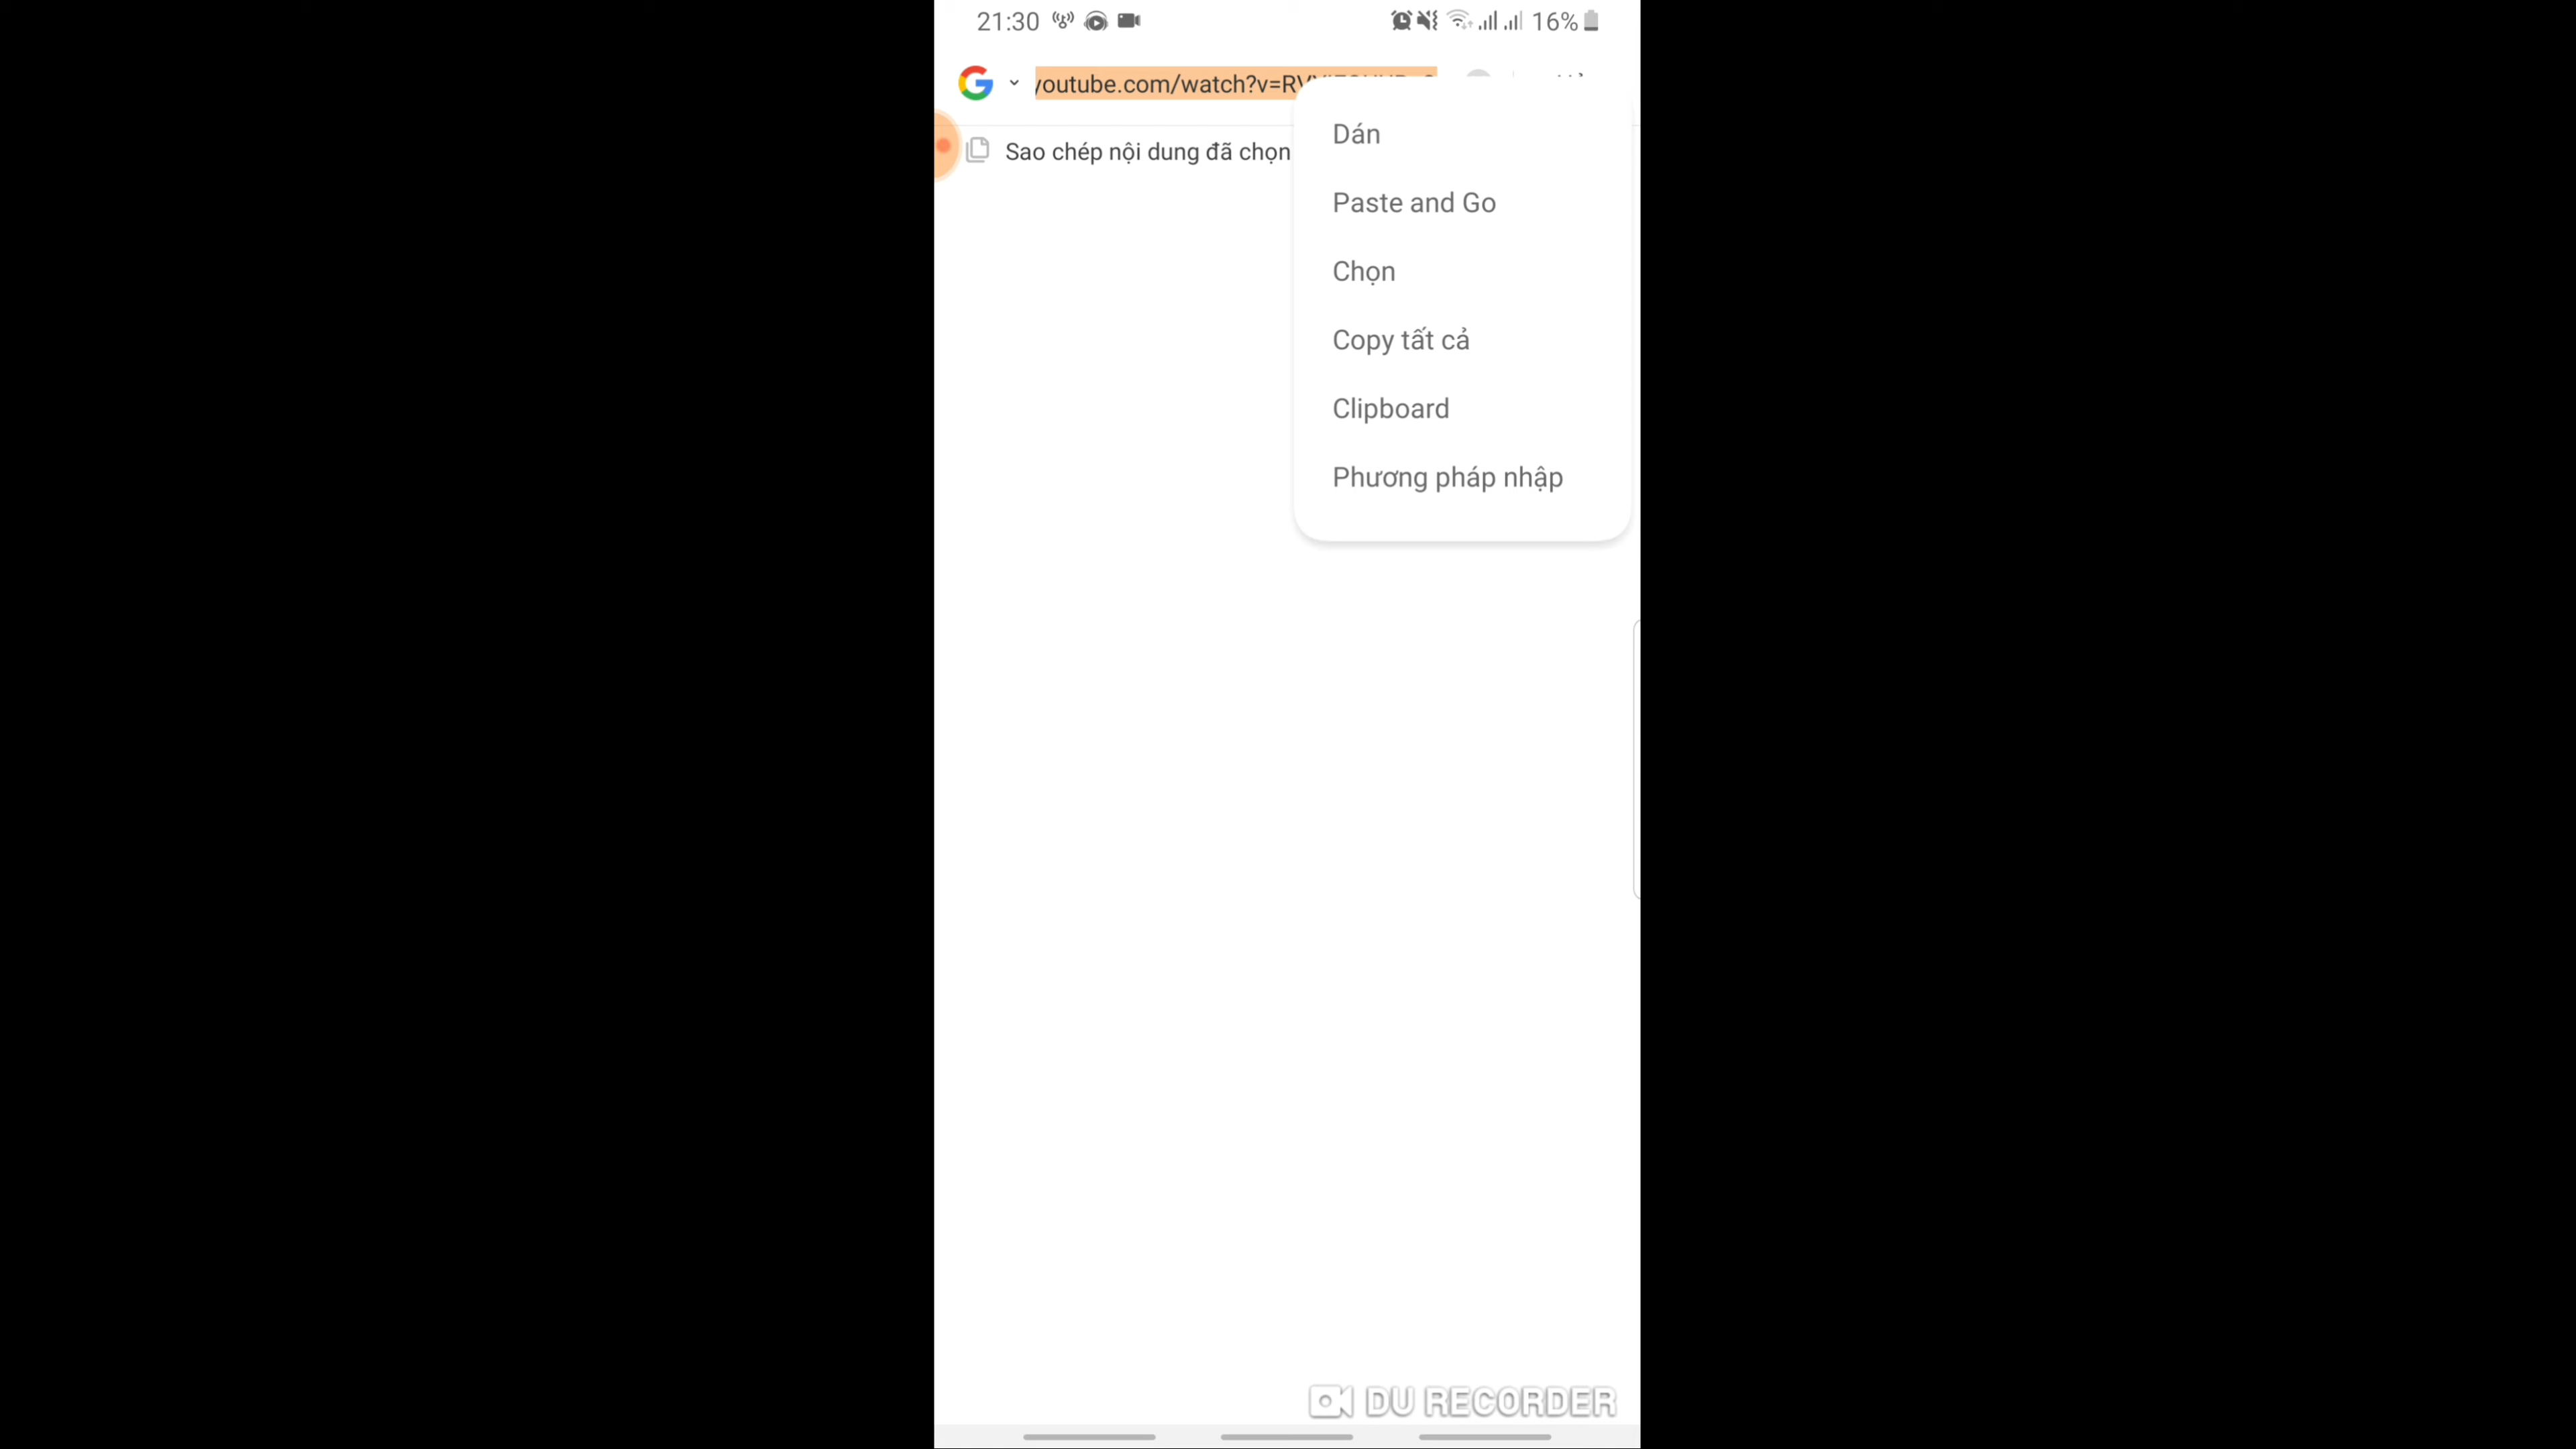 21:30 16%
youtube.com/watch?v=RV
Sao chép nội dung đã chọn
Dán
Paste and Go
Chọn
Copy tất cả
Clipboard
Phương pháp nhập
DU RECORDER